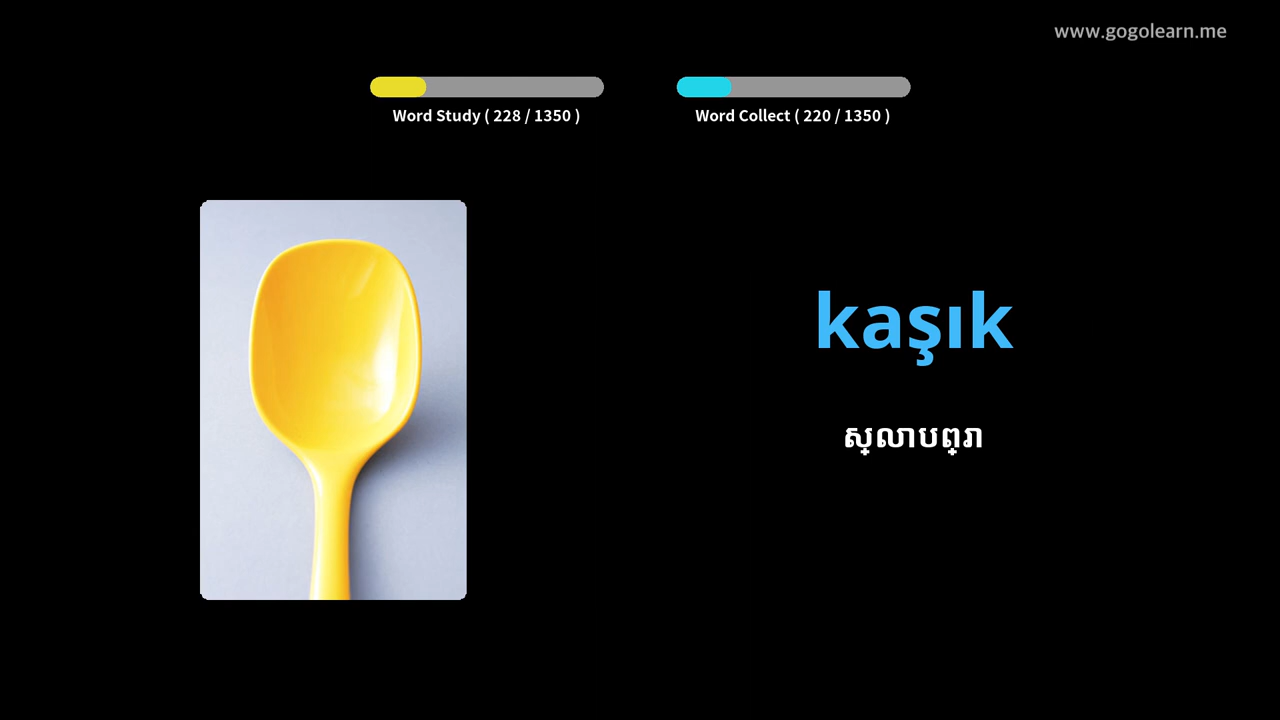 www.gogolearn.me
Word Study ( 228 / 1350 )
Word Collect ( 220 / 1350 )
kaşık
ស្លាបព្រា